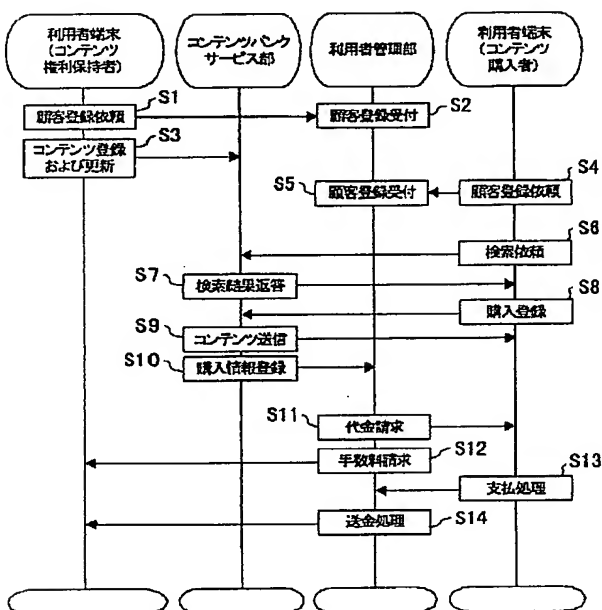 利用者端末
(コンテンツ
権利保持者)
コンテンツバンク
サービス部
利用者管理部
利用者端末
(コンテンツ
購入者)
S1
顧客登録依頼
S2
顧客登録受付
S3
コンテンツ登録
および更新
S4
顧客登録依頼
S5
顧客登録受付
S6
検索依頼
S7
検索結果返答
S8
購入登録
S9
コンテンツ送信
S10
購入情報登録
S11
代金請求
S12
手数料請求
S13
支払処理
S14
送金処理